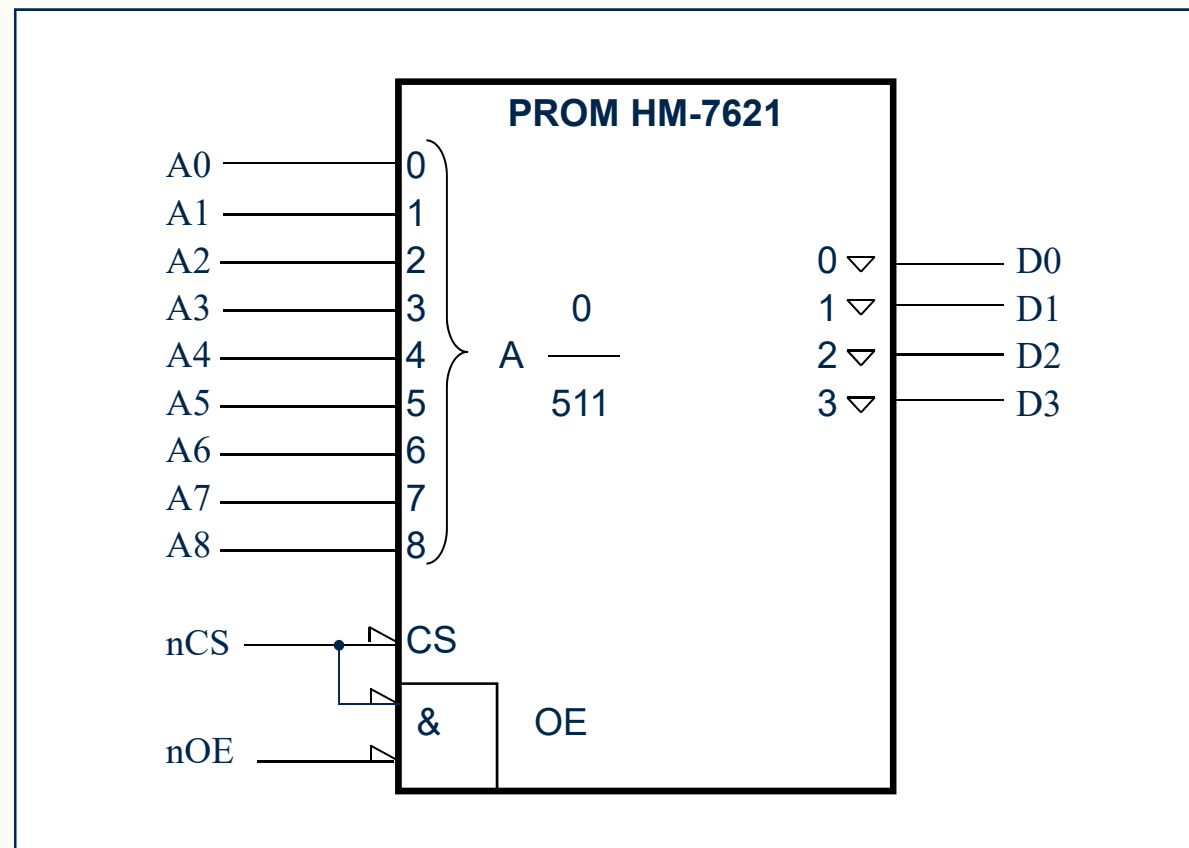 PROM HM-7621
A0 0
A1 1
A2 2 0 D0
A3 3 0 1 D1
A4 4 A 2 D2
A5 5 511 3 D3
A6 6
A7 7
A8 8
nCS CS
& OE
nOE